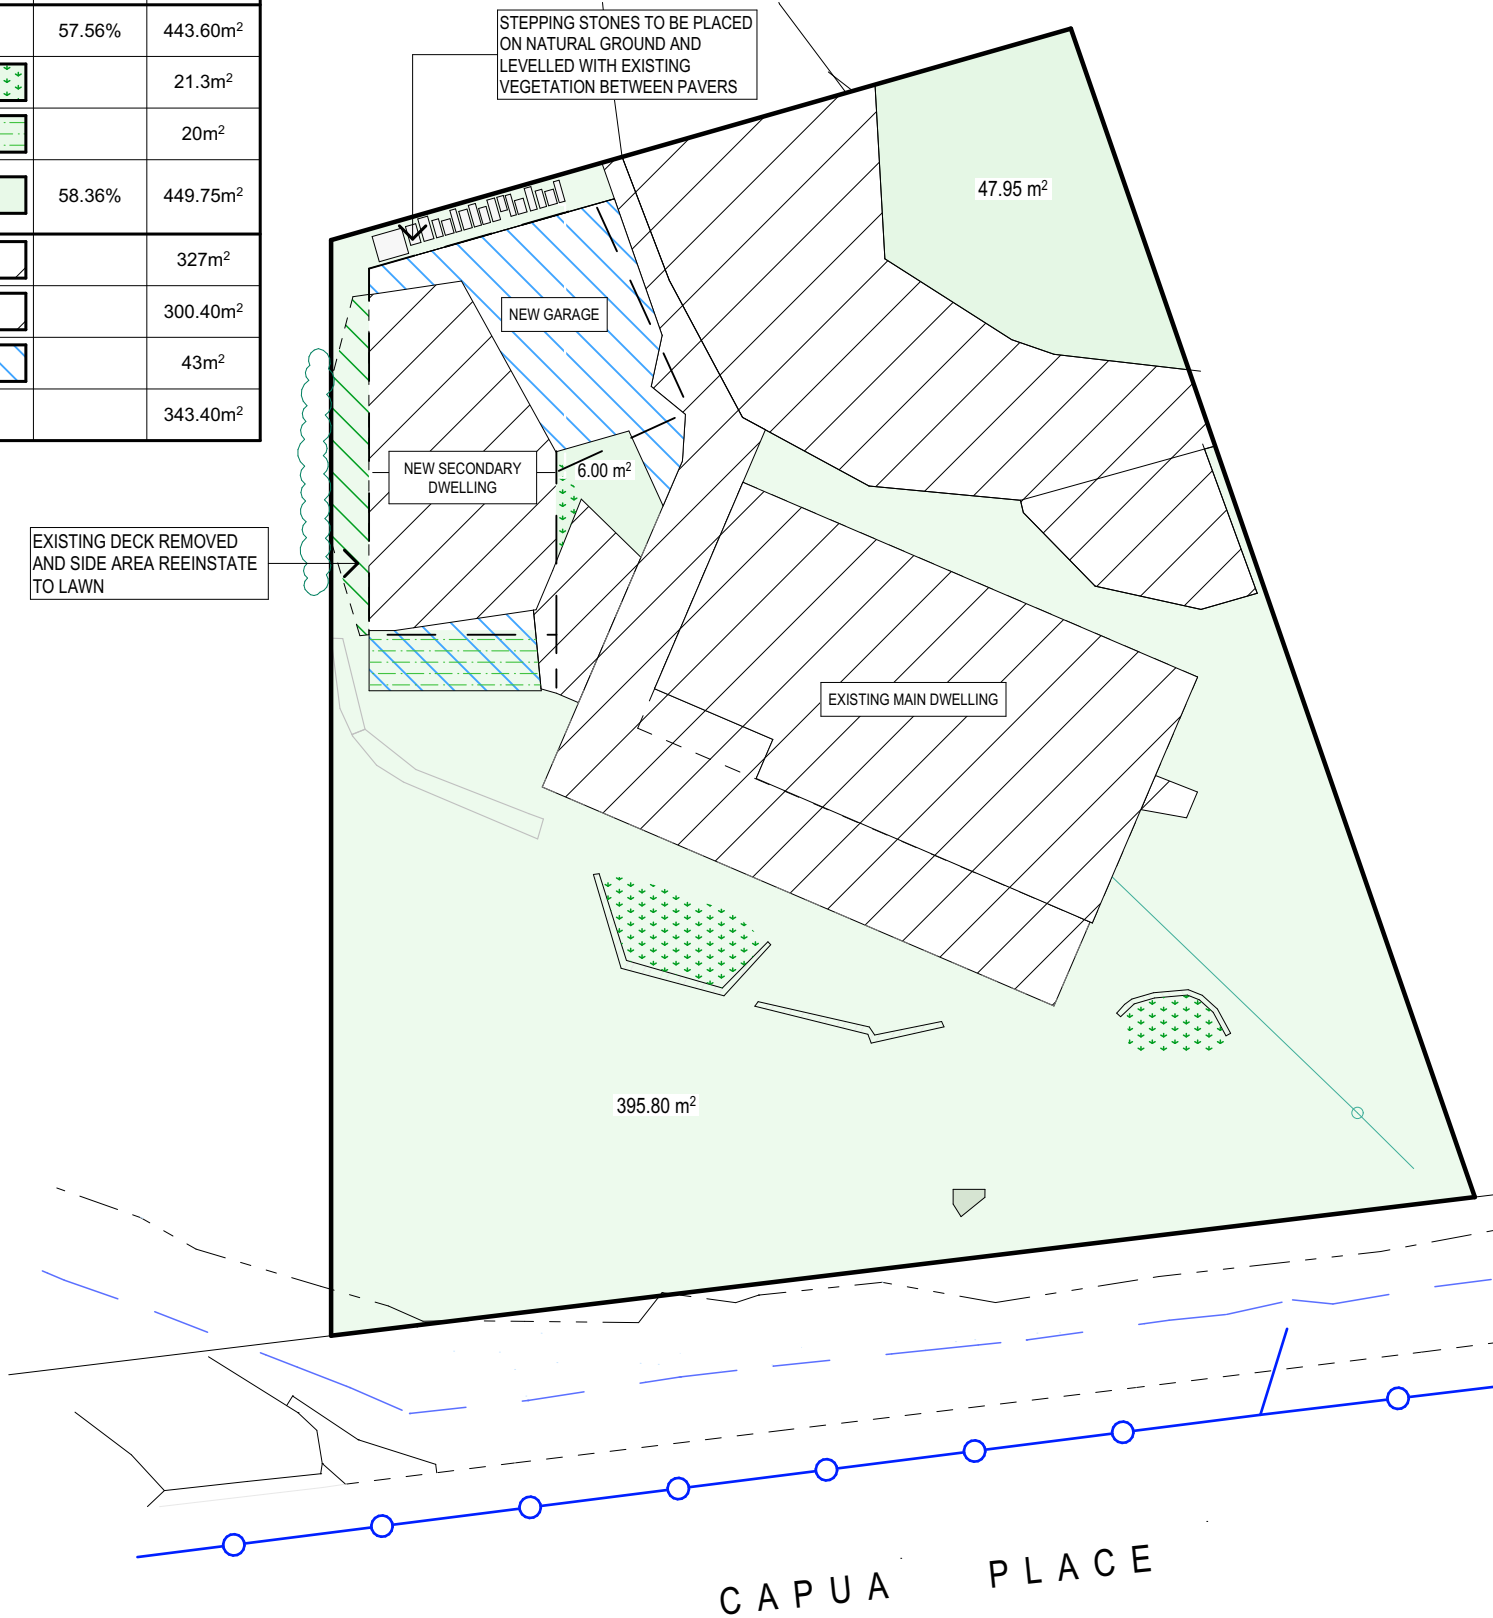 57.56% 443.60m²
21.3m²
20m²
58.36% 449.75m²
327m²
300.40m²
43m²
343.40m²
STEPPING STONES TO BE PLACED
ON NATURAL GROUND AND
LEVELLED WITH EXISTING
VEGETATION BETWEEN PAVERS
47.95 m²
NEW GARAGE
NEW SECONDARY
DWELLING
6.00 m²
EXISTING DECK REMOVED
AND SIDE AREA REEINSTATE
TO LAWN
EXISTING MAIN DWELLING
395.80 m²
CAPUA PLACE